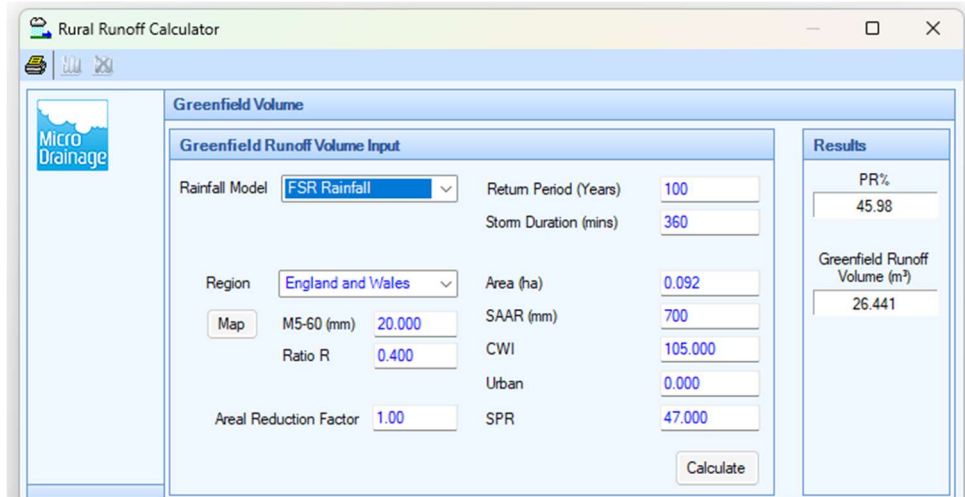 Rural Runoff Calculator
Micro
Drainage
Greenfield Volume
Greenfield Runoff Volume Input
Rainfall Model FSR Rainfall Return Period (Years) 100
Storm Duration (mins) 360
Region England and Wales Area (ha) 0.092
Map M5-60 (mm) 20.000 SAAR (mm) 700
Ratio R 0.400 CWI 105.000
Urban 0.000
Areal Reduction Factor 1.00 SPR 47.000
Calculate
Results
PR%
45.98
Greenfield Runoff
Volume (m³)
26.441